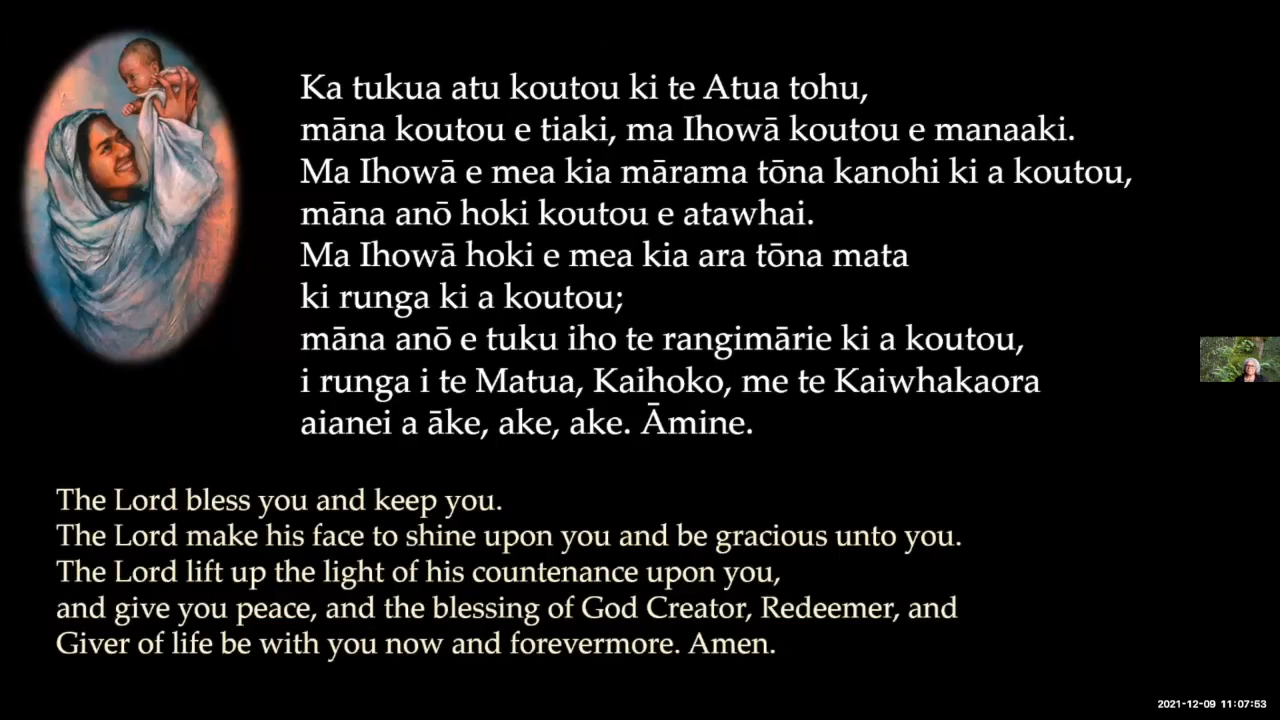 Ka tukua atu koutou ki te Atua tohu,
māna koutou e tiaki, ma Ihowā koutou e manaaki.
Ma Ihowā e mea kia mārama tōna kanohi ki a koutou,
māna anō hoki koutou e atawhai.
Ma Ihowā hoki e mea kia ara tōna mata
ki runga ki a koutou;
māna anō e tuku iho te rangimārie ki a koutou,
i runga i te Matua, Kaihoko, me te Kaiwhakaora
aianei a āke, ake, ake. Āmine.
The Lord bless you and keep you.
The Lord make his face to shine upon you and be gracious unto you.
The Lord lift up the light of his countenance upon you,
and give you peace, and the blessing of God Creator, Redeemer, and
Giver of life be with you now and forevermore. Amen.
2021-12-09 11:07:53